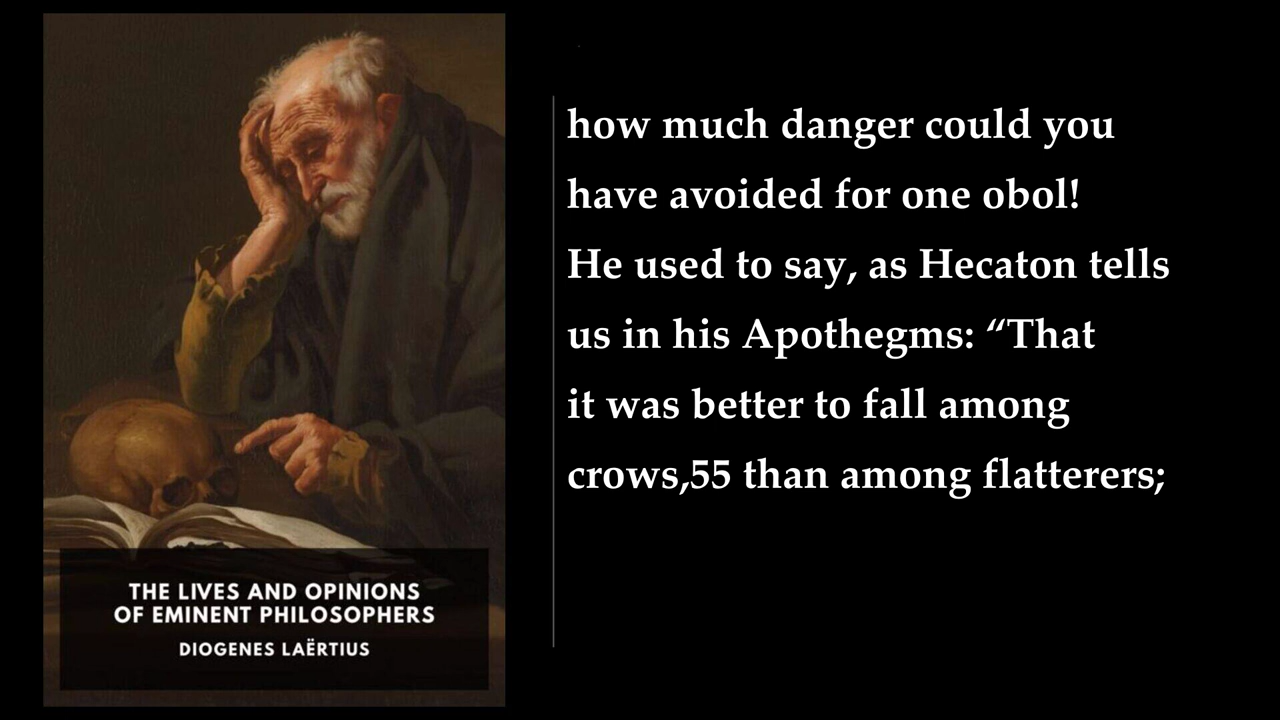 THE LIVES AND OPINIONS
OF EMINENT PHILOSOPHERS
DIOGENES LAËRTIUS
how much danger could you
have avoided for one obol!
He used to say, as Hecaton tells
us in his Apothegms: “That
it was better to fall among
crows,55 than among flatterers;